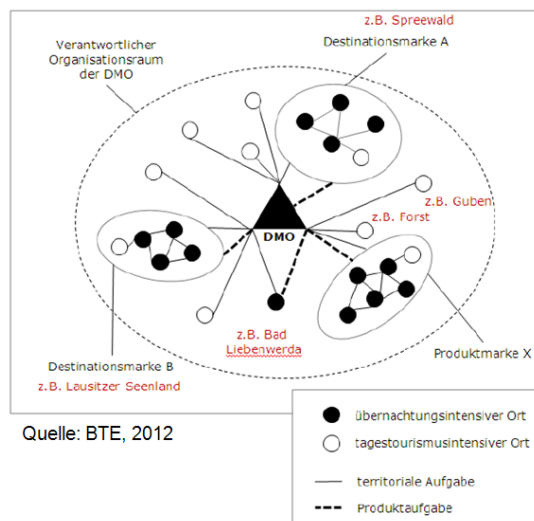 z.B. Spreewald
Destinationsmarke A
Verantwortlicher
Organisationsraum
der DMO
z.B. Guben
z.B. Forst
DMO
z.B. Bad
Liebenwerda
Produktmarke X
Destinationsmarke B
z.B. Lausitzer Seenland
Quelle: BTE, 2012
übernachtungsintensiver Ort
tagestourismusintensiver Ort
territoriale Aufgabe
Produktaufgabe